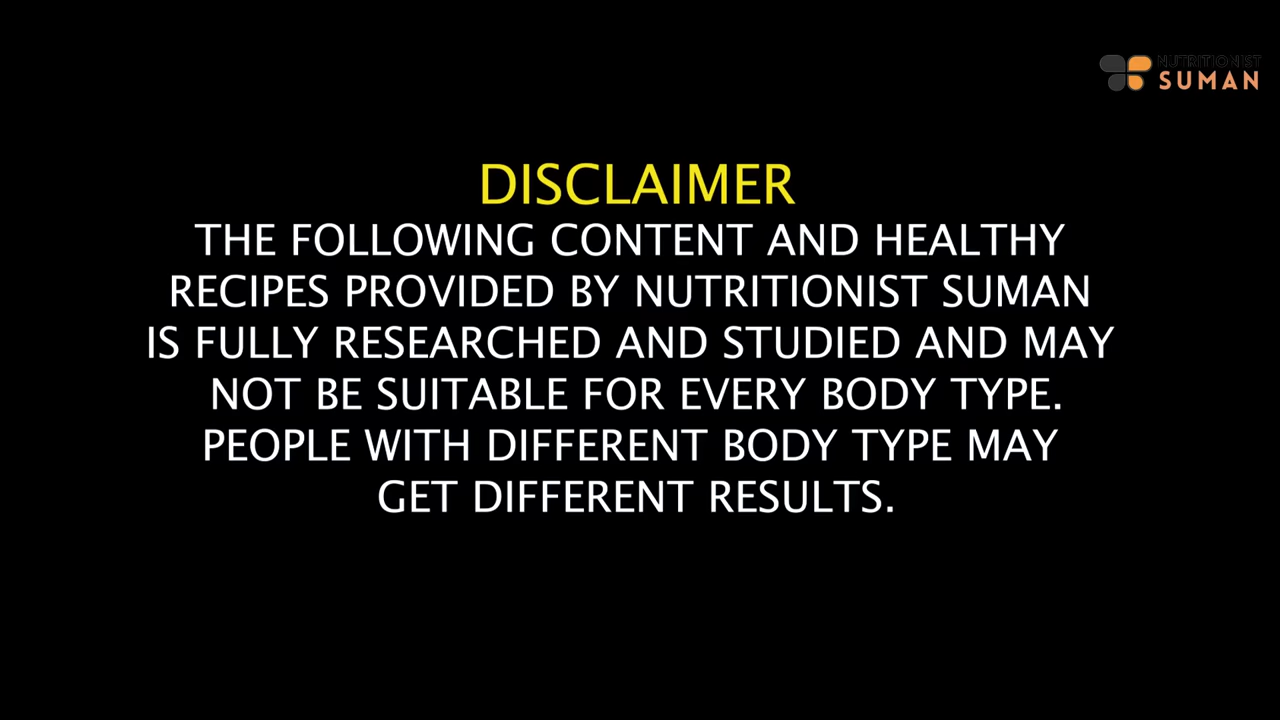 NUTRITIONIST
SUMAN
DISCLAIMER
THE FOLLOWING CONTENT AND HEALTHY
RECIPES PROVIDED BY NUTRITIONIST SUMAN
IS FULLY RESEARCHED AND STUDIED AND MAY
NOT BE SUITABLE FOR EVERY BODY TYPE.
PEOPLE WITH DIFFERENT BODY TYPE MAY
GET DIFFERENT RESULTS.